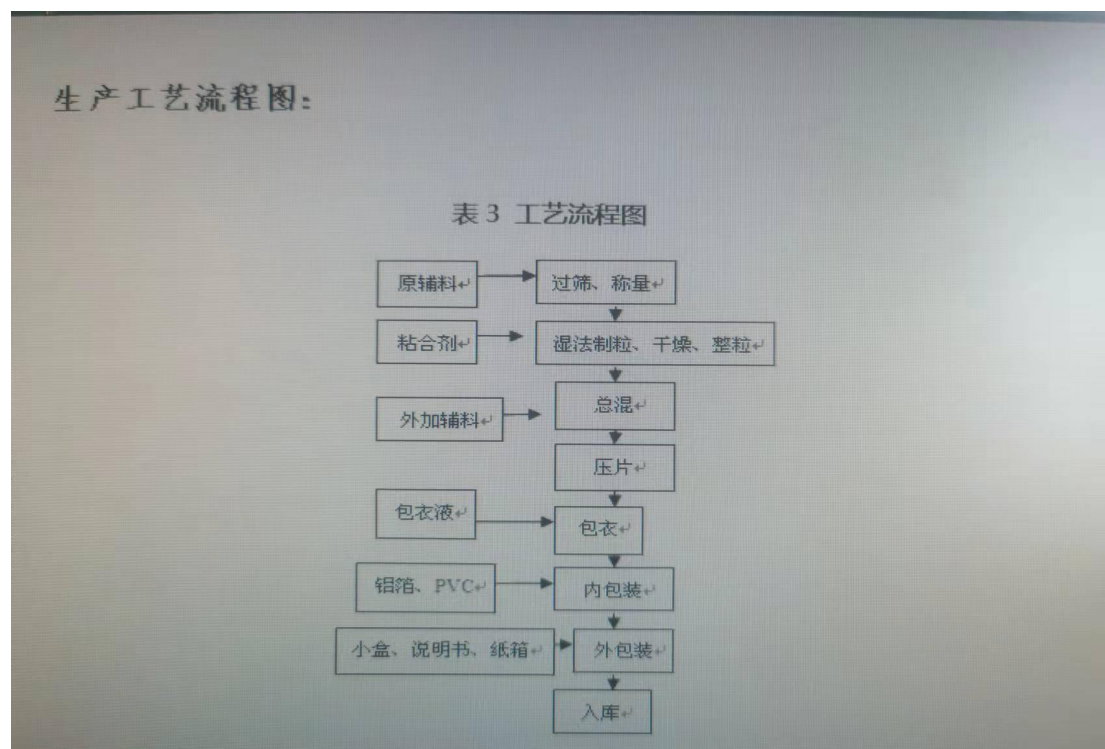 生产工艺流程图：
表 3 工艺流程图
原辅料
过筛、称量
粘合剂
湿法制粒、干燥、整粒
外加辅料
总混
压片
包衣液
包衣
铝箔、PVC
内包装
小盒、说明书、纸箱
外包装
入库